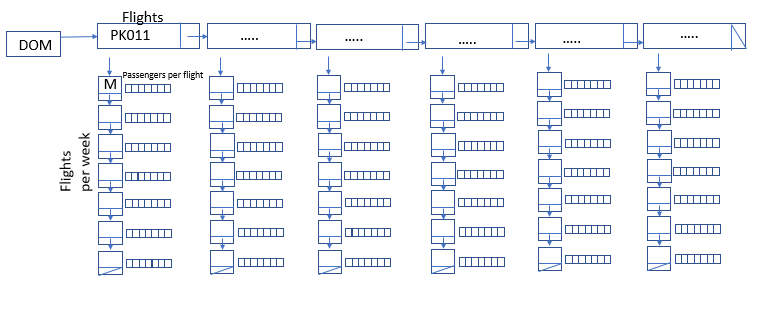 Flights
DOM
PK011
.....
.....
.....
.....
.....
M
Passengers per flight
Flights
per week